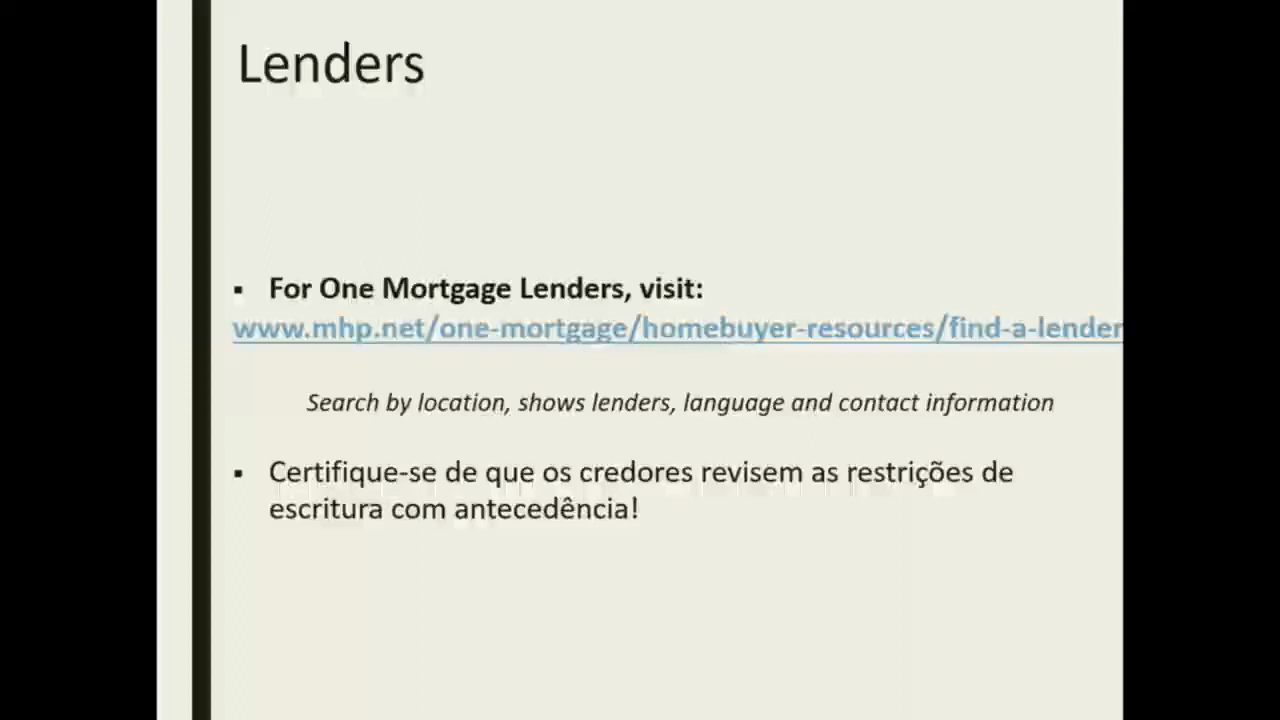 Lenders
▪ For One Mortgage Lenders, visit:
www.mhp.net/one-mortgage/homebuyer-resources/find-a-lender
Search by location, shows lenders, language and contact information
▪ Certifique-se de que os credores revisem as restrições de
escritura com antecedência!